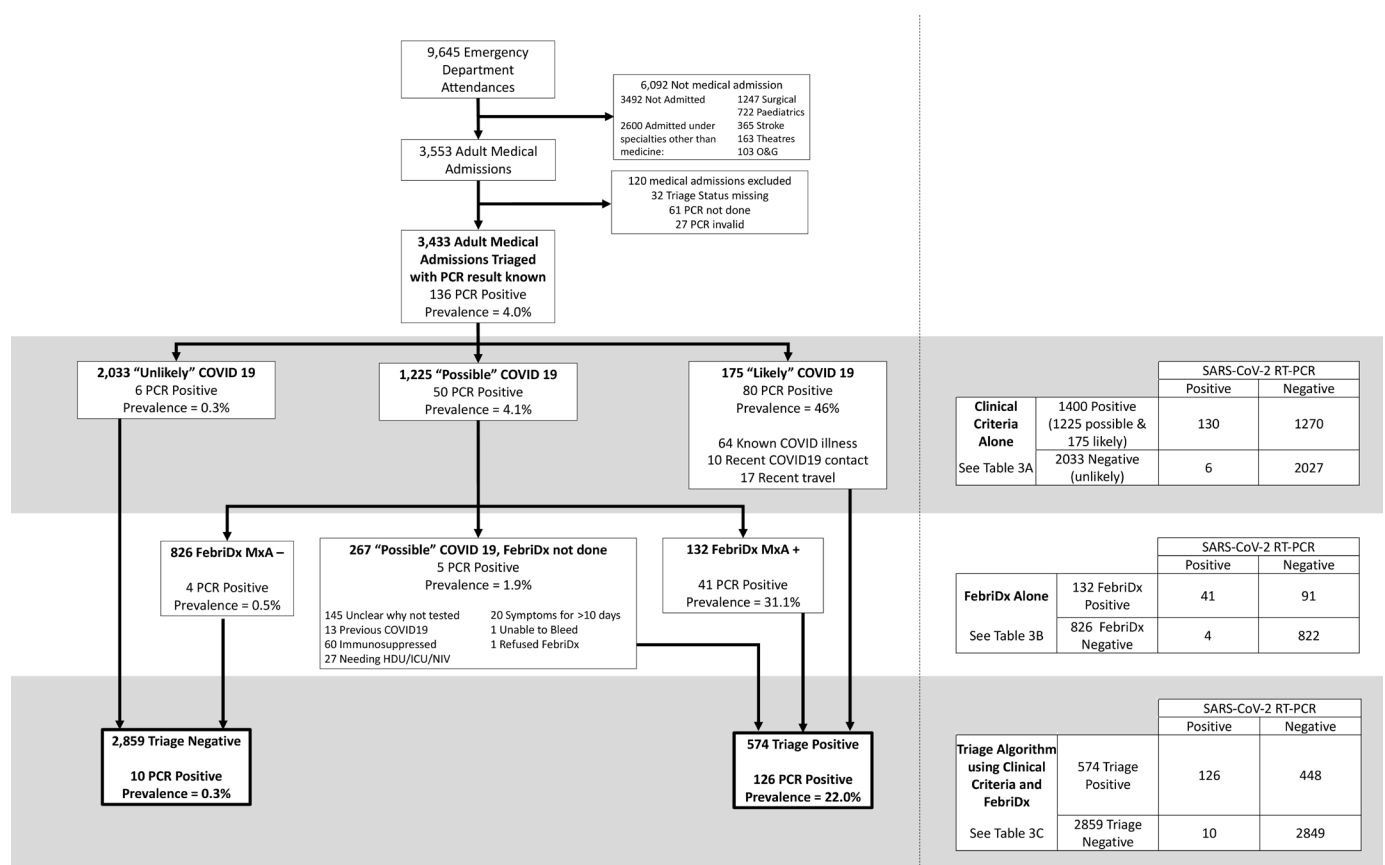 9,645 Emergency
Department
Attendances
6,092 Not medical admission
3492 Not Admitted
2600 Admitted under
specialties other than
medicine:
1247 Surgical
722 Paediatrics
365 Stroke
163 Theatres
103 O&G
3,553 Adult Medical
Admissions
120 medical admissions excluded
32 Triage Status missing
61 PCR not done
27 PCR invalid
3,433 Adult Medical
Admissions Triaged
with PCR result known
136 PCR Positive
Prevalence = 4.0%
2,033 “Unlikely” COVID 19
6 PCR Positive
Prevalence = 0.3%
1,225 “Possible” COVID 19
50 PCR Positive
Prevalence = 4.1%
175 “Likely” COVID 19
80 PCR Positive
Prevalence = 46%
64 Known COVID illness
10 Recent COVID19 contact
17 Recent travel
826 FebriDx MxA –
4 PCR Positive
Prevalence = 0.5%
267 “Possible” COVID 19, FebriDx not done
5 PCR Positive
Prevalence = 1.9%
145 Unclear why not tested
13 Previous COVID19
60 Immunosuppressed
27 Needing HDU/ICU/NIV
20 Symptoms for >10 days
1 Unable to Bleed
1 Refused FebriDx
132 FebriDx MxA +
41 PCR Positive
Prevalence = 31.1%
2,859 Triage Negative
10 PCR Positive
Prevalence = 0.3%
574 Triage Positive
126 PCR Positive
Prevalence = 22.0%
SARS-CoV-2 RT-PCR
Positive Negative
Clinical
Criteria
Alone
See Table 3A
1400 Positive
(1225 possible &
175 likely)
130 1270
2033 Negative
(unlikely)
6 2027
SARS-CoV-2 RT-PCR
Positive Negative
FebriDx Alone
See Table 3B
132 FebriDx
Positive
41 91
826 FebriDx
Negative
4 822
SARS-CoV-2 RT-PCR
Positive Negative
Triage Algorithm
using Clinical
Criteria and
FebriDx
See Table 3C
574 Triage
Positive
126 448
2859 Triage
Negative
10 2849